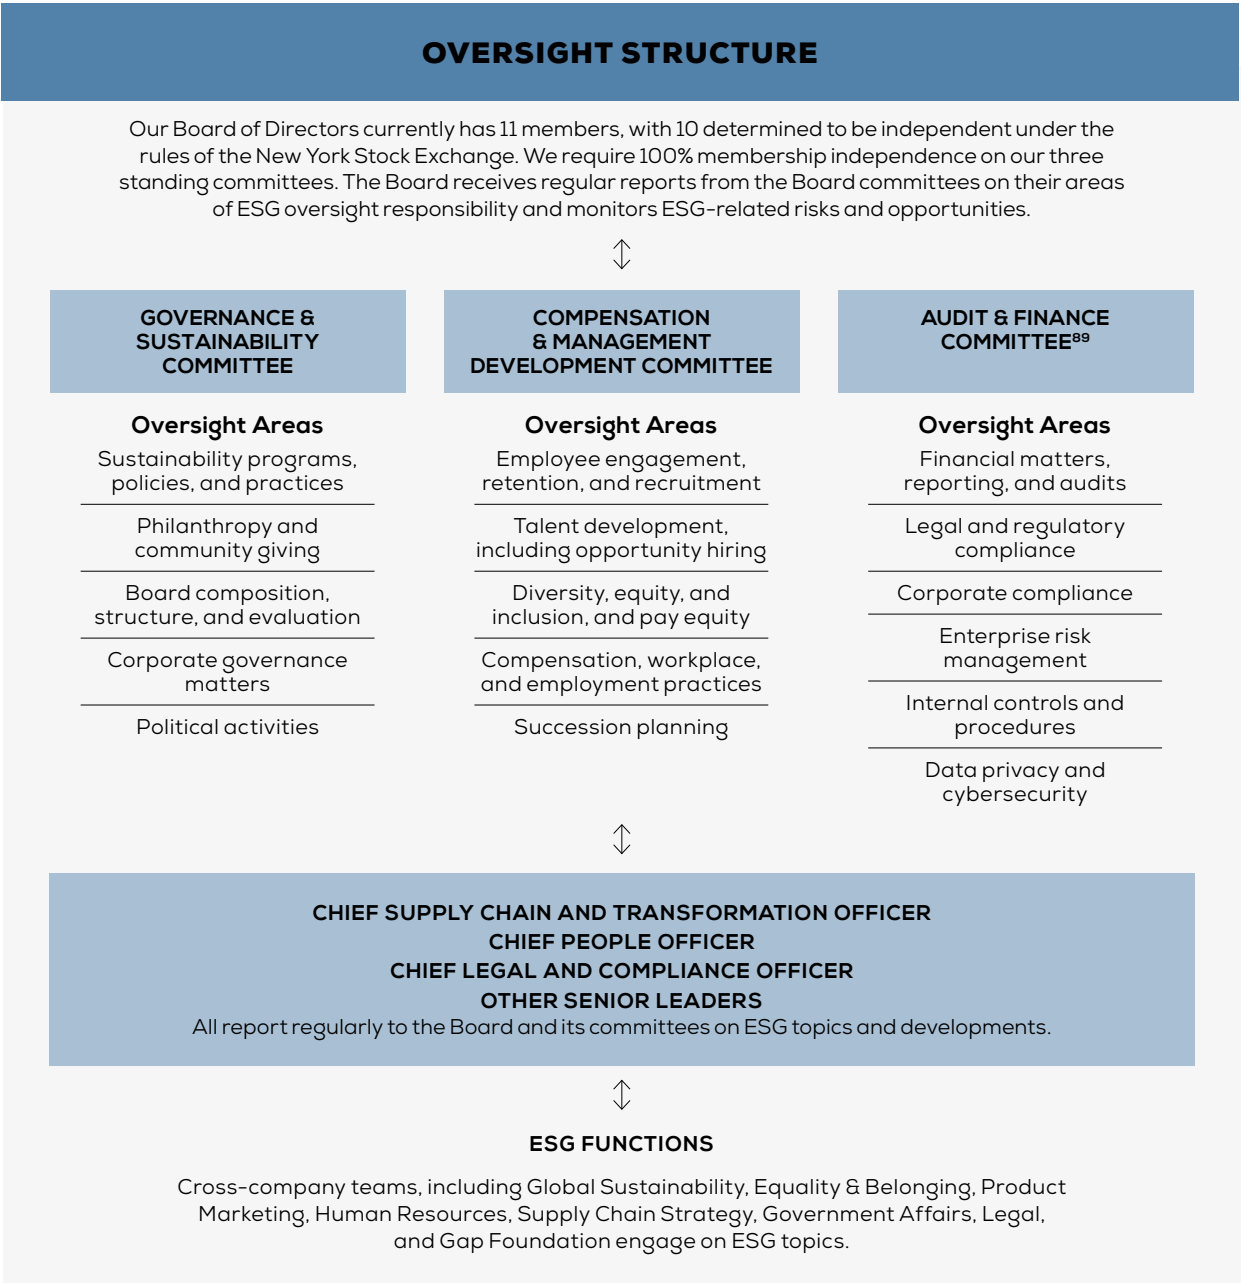 OVERSIGHT STRUCTURE
Our Board of Directors currently has 11 members, with 10 determined to be independent under the
rules of the New York Stock Exchange. We require 100% membership independence on our three
standing committees. The Board receives regular reports from the Board committees on their areas
of ESG oversight responsibility and monitors ESG-related risks and opportunities.
GOVERNANCE &
SUSTAINABILITY
COMMITTEE
Oversight Areas
Sustainability programs,
policies, and practices
Philanthropy and
community giving
Board composition,
structure, and evaluation
Corporate governance
matters
Political activities
COMPENSATION
& MANAGEMENT
DEVELOPMENT COMMITTEE
Oversight Areas
Employee engagement,
retention, and recruitment
Talent development,
including opportunity hiring
Diversity, equity, and
inclusion, and pay equity
Compensation, workplace,
and employment practices
Succession planning
AUDIT & FINANCE
COMMITTEE⁸⁹
Oversight Areas
Financial matters,
reporting, and audits
Legal and regulatory
compliance
Corporate compliance
Enterprise risk
management
Internal controls and
procedures
Data privacy and
cybersecurity
CHIEF SUPPLY CHAIN AND TRANSFORMATION OFFICER
CHIEF PEOPLE OFFICER
CHIEF LEGAL AND COMPLIANCE OFFICER
OTHER SENIOR LEADERS
All report regularly to the Board and its committees on ESG topics and developments.
ESG FUNCTIONS
Cross-company teams, including Global Sustainability, Equality & Belonging, Product
Marketing, Human Resources, Supply Chain Strategy, Government Affairs, Legal,
and Gap Foundation engage on ESG topics.